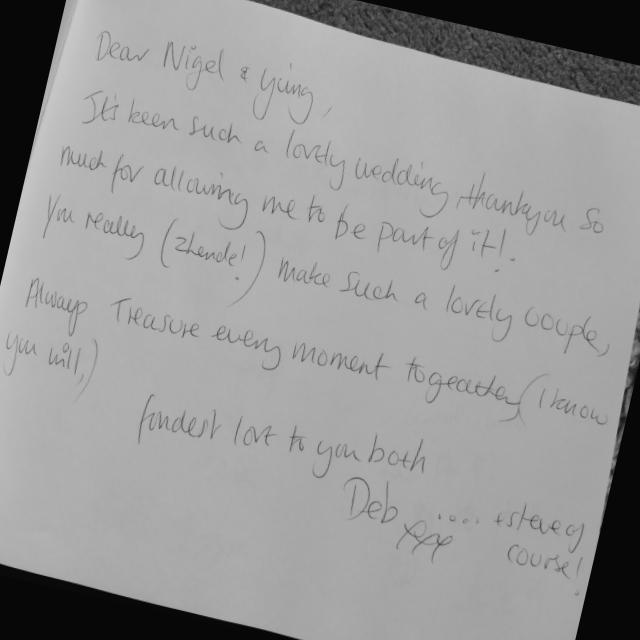 Dear Nigel & Ying,
It's been such a lovely wedding, thankyou so
much for allowing me to be part of it!.
You really (zhende!) make such a lovely couple,
Always Treasure every moment together, (I know
you will,)
fondest love to you both
Deb .... + steve of
xxx course!